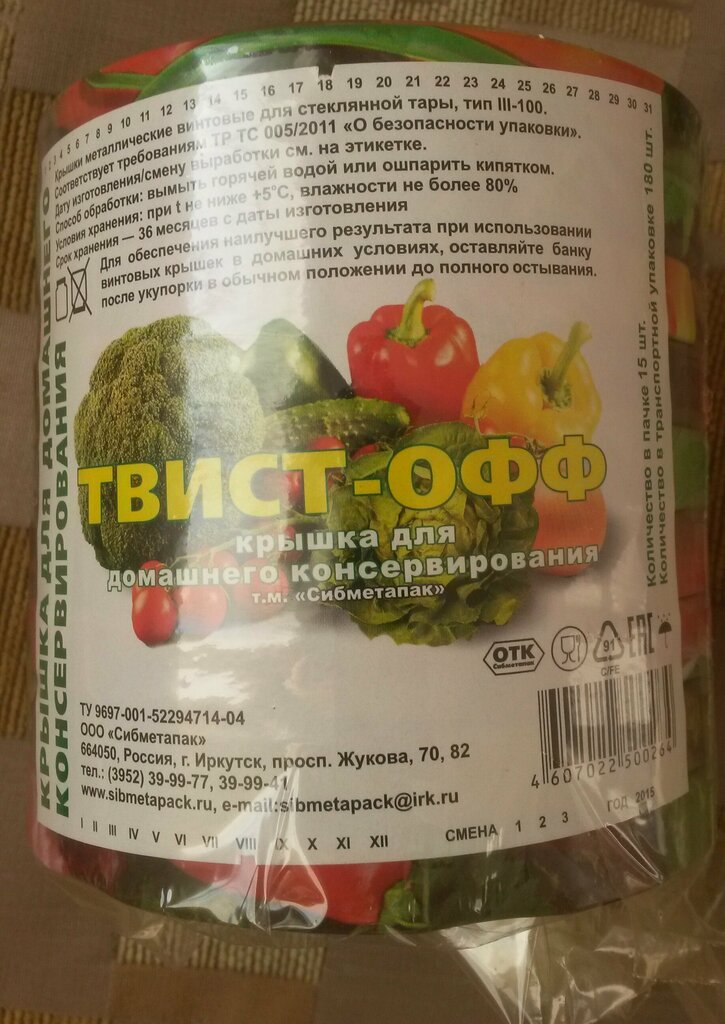 1 2 3 4 5 6 7 8 9 10 11 12 13 14 15 16 17 18 19 20 21 22 23 24 25 26 27 28 29 30 31
Крышки металлические винтовые для стеклянной тары, тип III-100.
Соответствует требованиям ТР ТС 005/2011 «О безопасности упаковки».
Дату изготовления/смену выработки см. на этикетке.
Способ обработки: вымыть горячей водой или ошпарить кипятком.
Условия хранения: при t не ниже +5°С, влажности не более 80%
Срок хранения — 36 месяцев с даты изготовления
Для обеспечения наилучшего результата при использовании
винтовых крышек в домашних условиях, оставляйте банку
после укупорки в обычном положении до полного остывания.
КРЫШКА ДЛЯ ДОМАШНЕГО
КОНСЕРВИРОВАНИЯ
ТВИСТ-ОФФ
крышка для
домашнего консервирования
т.м. «Сибметапак»
Количество в пачке 15 шт.
Количество в транспортной упаковке 180 шт.
ОТК
Сибметапак
91
C/FE
EAC
ТУ 9697-001-52294714-04
ООО «Сибметапак»
664050, Россия, г. Иркутск, просп. Жукова, 70, 82
тел.: (3952) 39-99-77, 39-99-41
www.sibmetapack.ru, e-mail:sibmetapack@irk.ru
4 607022 500264
I II III IV V VI VII VIII IX X XI XII
СМЕНА 1 2 3
ГОД 2015